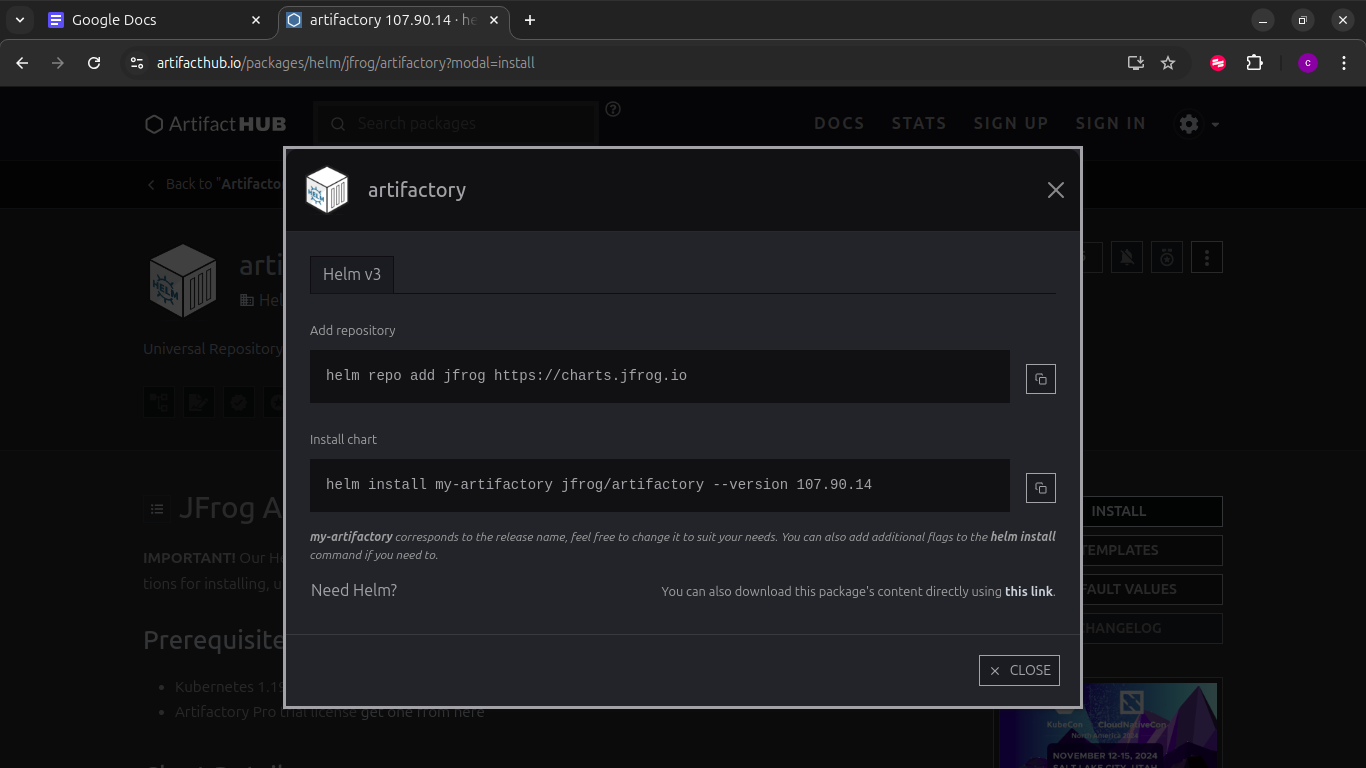 Google Docs
artifactory 107.90.14 · he
artifacthub.io/packages/helm/jfrog/artifactory?modal=install
c
Artifact HUB
Search packages
DOCS
STATS
SIGN UP
SIGN IN
Back to "Artifacto
artifactory
arti
Hel
Universal Repository
HELM
Helm v3
Add repository
helm repo add jfrog https://charts.jfrog.io
Install chart
helm install my-artifactory jfrog/artifactory --version 107.90.14
my-artifactory corresponds to the release name, feel free to change it to suit your needs. You can also add additional flags to the helm install
command if you need to.
Need Helm?
You can also download this package's content directly using this link.
CLOSE
JFrog A
IMPORTANT! Our He
tions for installing, u
Prerequisite
Kubernetes 1.19
Artifactory Pro trial license get one from here
INSTALL
TEMPLATES
FAULT VALUES
CHANGELOG
KubeCon
CloudNativeCon
North America 2024
NOVEMBER 12-15, 2024
SALT LAKE CITY, UTAH